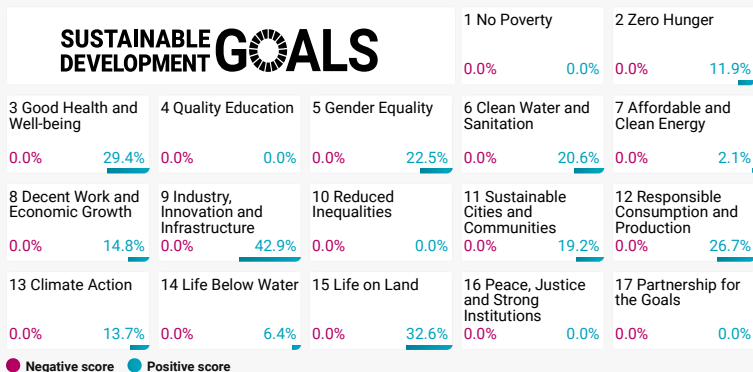 SUSTAINABLE
DEVELOPMENT
GOALS
1 No Poverty
0.0% 0.0%
2 Zero Hunger
0.0% 11.9%
3 Good Health and
Well-being
0.0% 29.4%
4 Quality Education
0.0% 0.0%
5 Gender Equality
0.0% 22.5%
6 Clean Water and
Sanitation
0.0% 20.6%
7 Affordable and
Clean Energy
0.0% 2.1%
8 Decent Work and
Economic Growth
0.0% 14.8%
9 Industry,
Innovation and
Infrastructure
0.0% 42.9%
10 Reduced
Inequalities
0.0% 0.0%
11 Sustainable
Cities and
Communities
0.0% 19.2%
12 Responsible
Consumption and
Production
0.0% 26.7%
13 Climate Action
0.0% 13.7%
14 Life Below Water
0.0% 6.4%
15 Life on Land
0.0% 32.6%
16 Peace, Justice
and Strong
Institutions
0.0% 0.0%
17 Partnership for
the Goals
0.0% 0.0%
Negative score Positive score